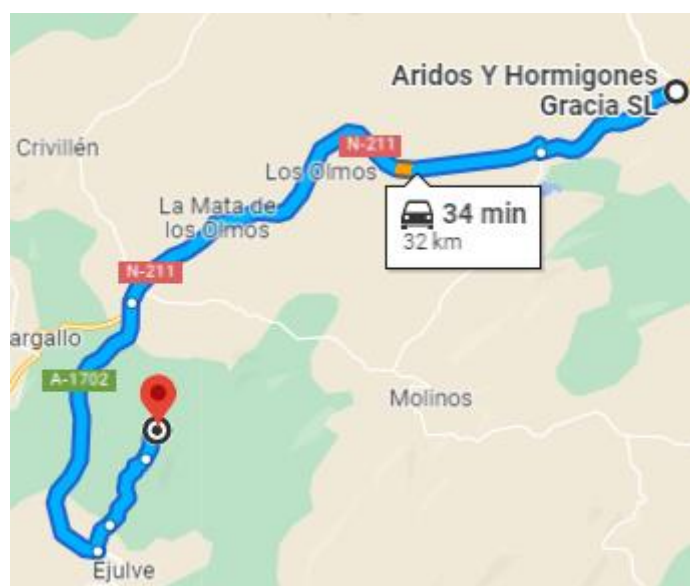 Aridos Y Hormigones
Gracia SL
Crivillén
N-211
Los Olmos
34 min
32 km
La Mata de
los Olmos
N-211
argallo
A-1702
Molinos
Ejulve